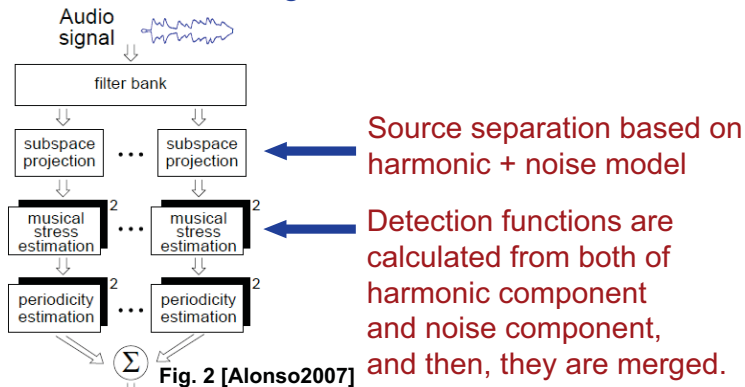 Audio
signal
filter bank
subspace
projection
•••
subspace
projection
Source separation based on
harmonic + noise model
musical
stress
estimation
2
•••
musical
stress
estimation
2
Detection functions are
calculated from both of
harmonic component
and noise component,
and then, they are merged.
periodicity
estimation
2
•••
periodicity
estimation
2
Σ
Fig. 2 [Alonso2007]